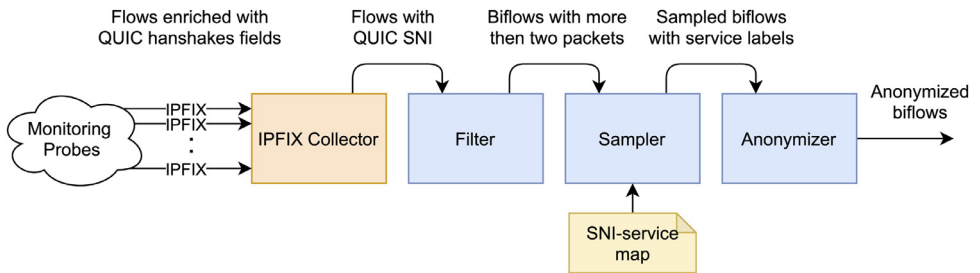 Flows enriched with
QUIC hanshakes fields
Flows with
QUIC SNI
Biflows with more
then two packets
Sampled biflows
with service labels
Monitoring
Probes
IPFIX
IPFIX
IPFIX
IPFIX Collector
Filter
Sampler
Anonymizer
Anonymized
biflows
SNI-service
map